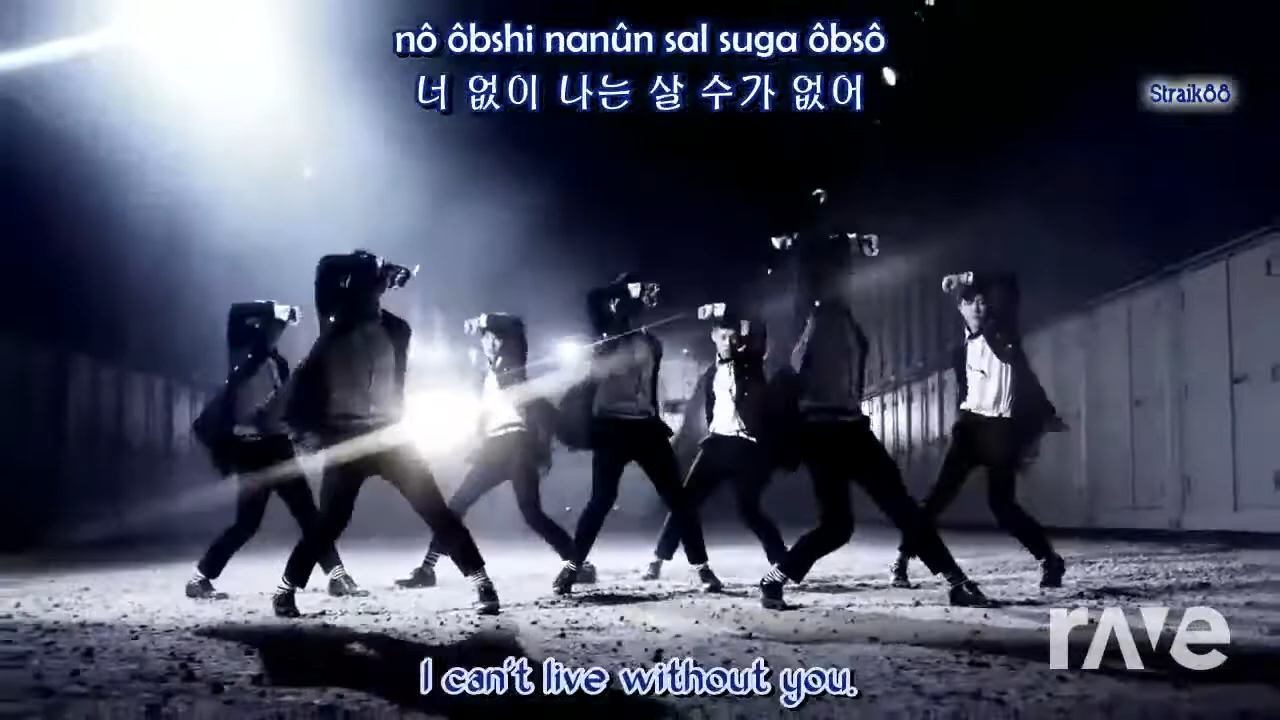 nô ôbshi nanûn sal suga ôbsô
너 없이 나는 살 수가 없어
Straik88
I can't live without you.
rave